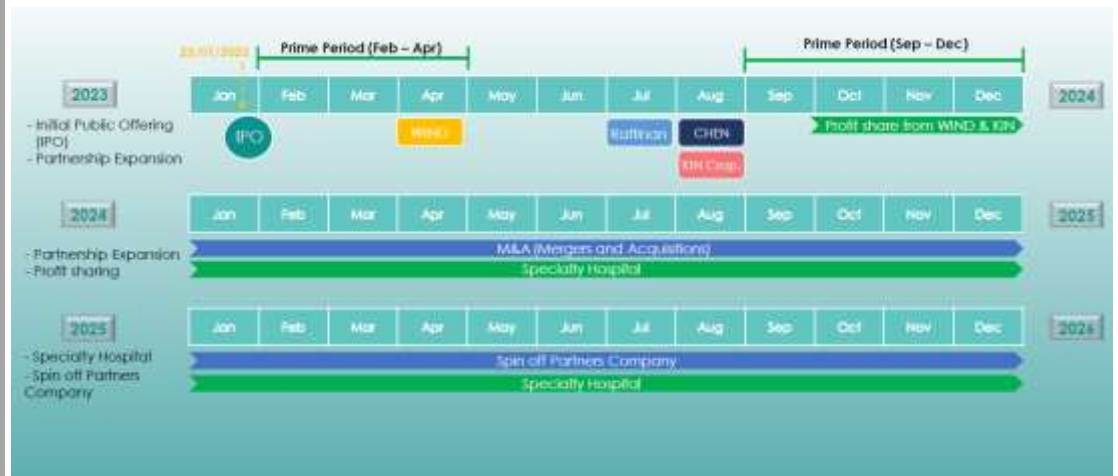 Prime Period (Feb – Apr)
Prime Period (Sep – Dec)
2023
Jan Feb Mar Apr May Jun Jul Aug Sep Oct Nov Dec
2024
- Initial Public Offering
(IPO)
- Partnership Expansion
IPO
WIND
CHEN
Profit share from WIND & KIN
2024
Jan Feb Mar Apr May Jun Jul Aug Sep Oct Nov Dec
2025
- Partnership Expansion
- Profit sharing
M&A (Mergers and Acquisitions)
Specialty Hospital
2025
Jan Feb Mar Apr May Jun Jul Aug Sep Oct Nov Dec
2026
- Specialty Hospital
- Spin off Partners
Company
Spin off Partners Company
Specialty Hospital